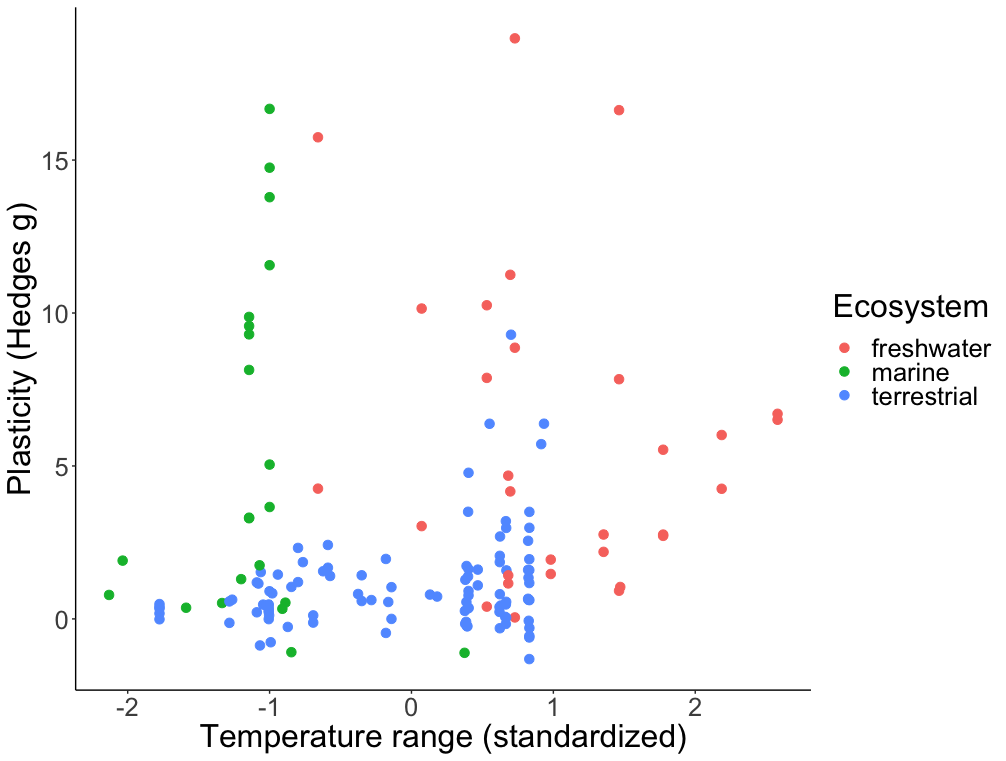 Plasticity (Hedges g)
15
10
5
0
-2 -1 0 1 2
Temperature range (standardized)
Ecosystem
freshwater
marine
terrestrial